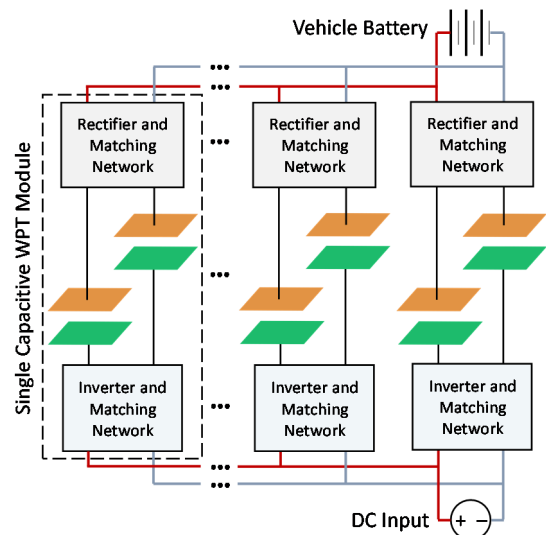 Vehicle Battery
...
...
Single Capacitive WPT Module
Rectifier and
Matching
Network
...
Rectifier and
Matching
Network
Rectifier and
Matching
Network
...
Inverter and
Matching
Network
...
Inverter and
Matching
Network
Inverter and
Matching
Network
...
...
DC Input
+ −